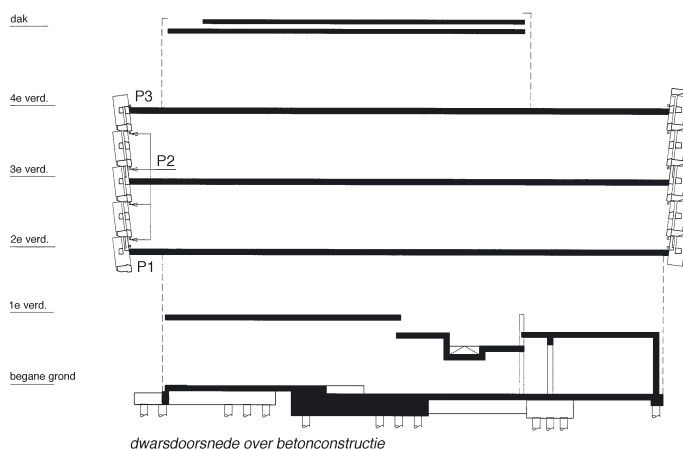 dak
4e verd.
P3
P2
3e verd.
2e verd.
P1
1e verd.
begane grond
dwarsdoorsnede over betonconstructie